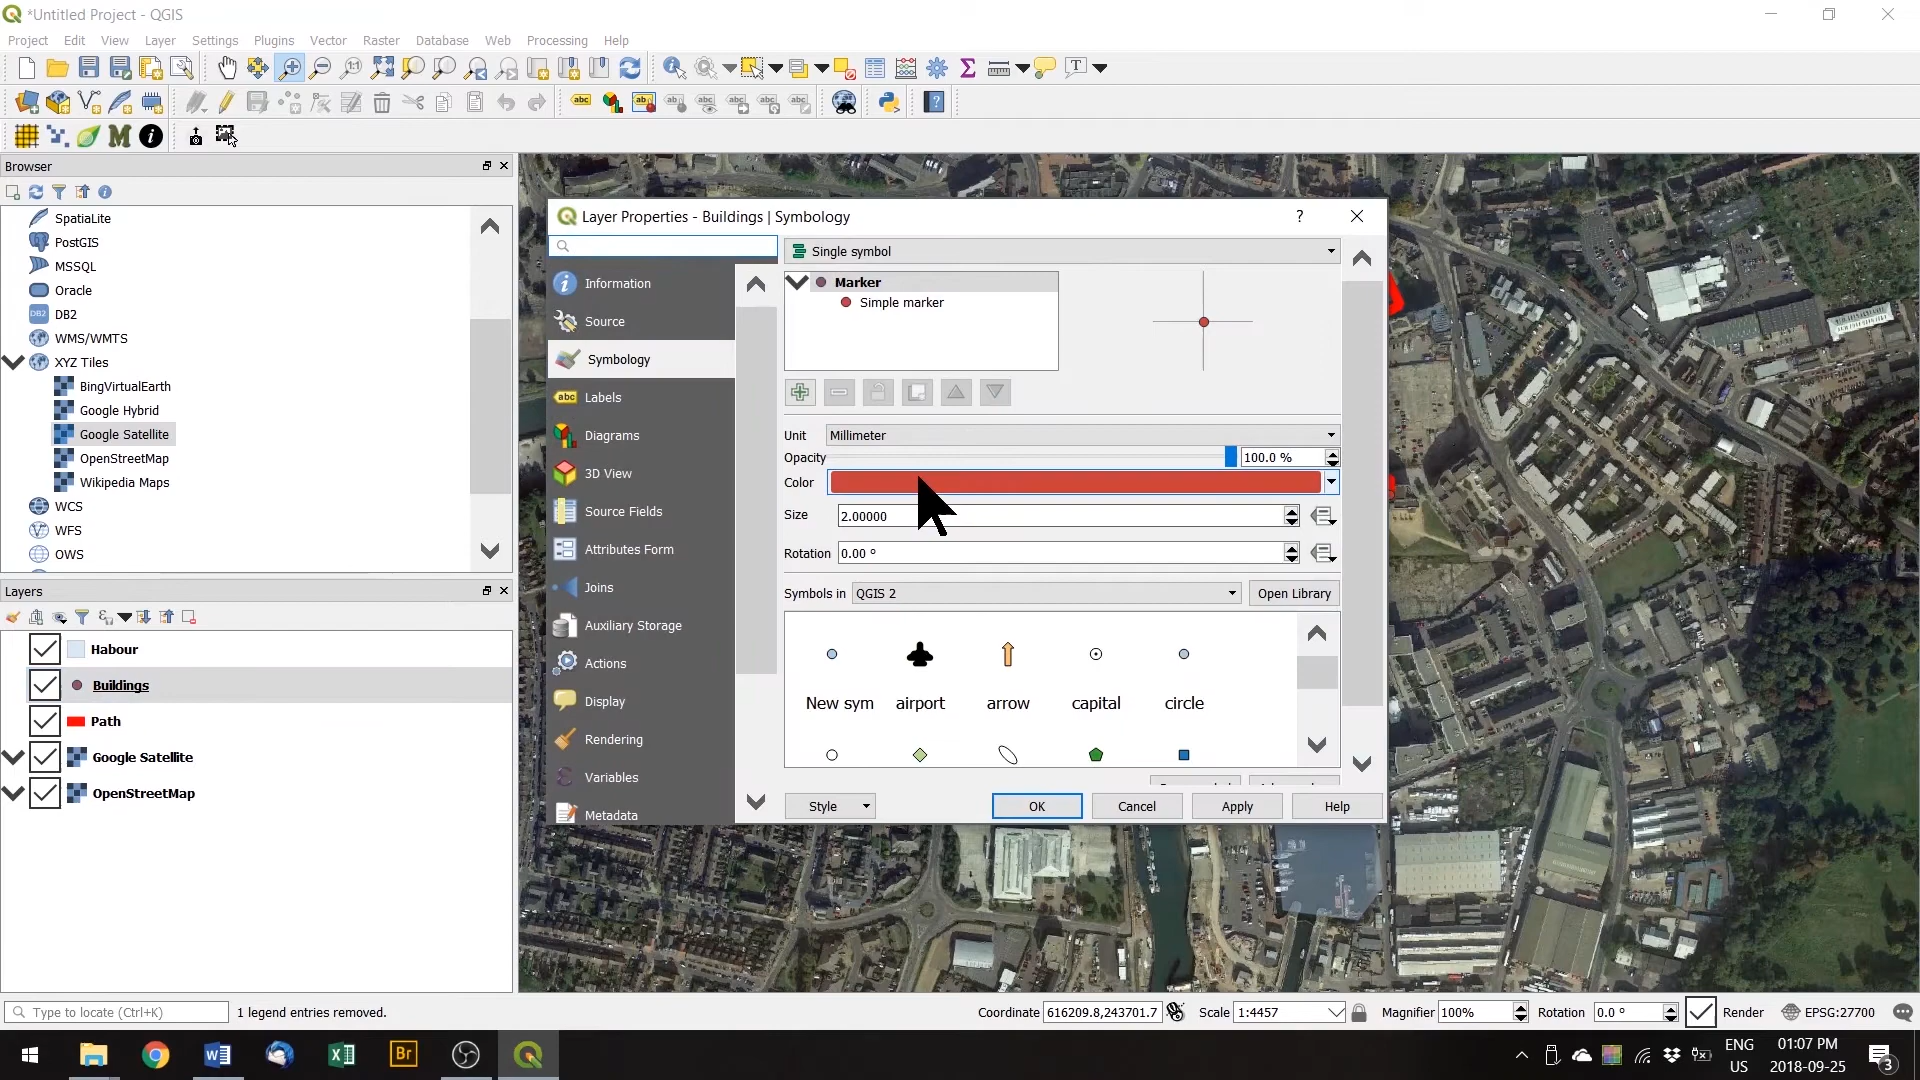 *Untitled Project - QGIS
Project Edit View Layer Settings Plugins Vector Raster Database Web Processing Help
Browser
SpatiaLite
PostGIS
MSSQL
Oracle
DB2
WMS/WMTS
XYZ Tiles
BingVirtualEarth
Google Hybrid
Google Satellite
OpenStreetMap
Wikipedia Maps
WCS
WFS
OWS
Layers
Habour
Buildings
Path
Google Satellite
OpenStreetMap
Layer Properties - Buildings | Symbology
Information
Source
Symbology
Labels
Diagrams
3D View
Source Fields
Attributes Form
Joins
Auxiliary Storage
Actions
Display
Rendering
Variables
Metadata
Single symbol
Marker
Simple marker
Unit Millimeter
Opacity 100.0 %
Color
Size 2.00000
Rotation 0.00 °
Symbols in QGIS 2 Open Library
New sym airport arrow capital circle
Style OK Cancel Apply Help
Type to locate (Ctrl+K) 1 legend entries removed. Coordinate 616209.8,243701.7 Scale 1:4457 Magnifier 100% Rotation 0.0 ° Render EPSG:27700
ENG
US
01:07 PM
2018-09-25
3